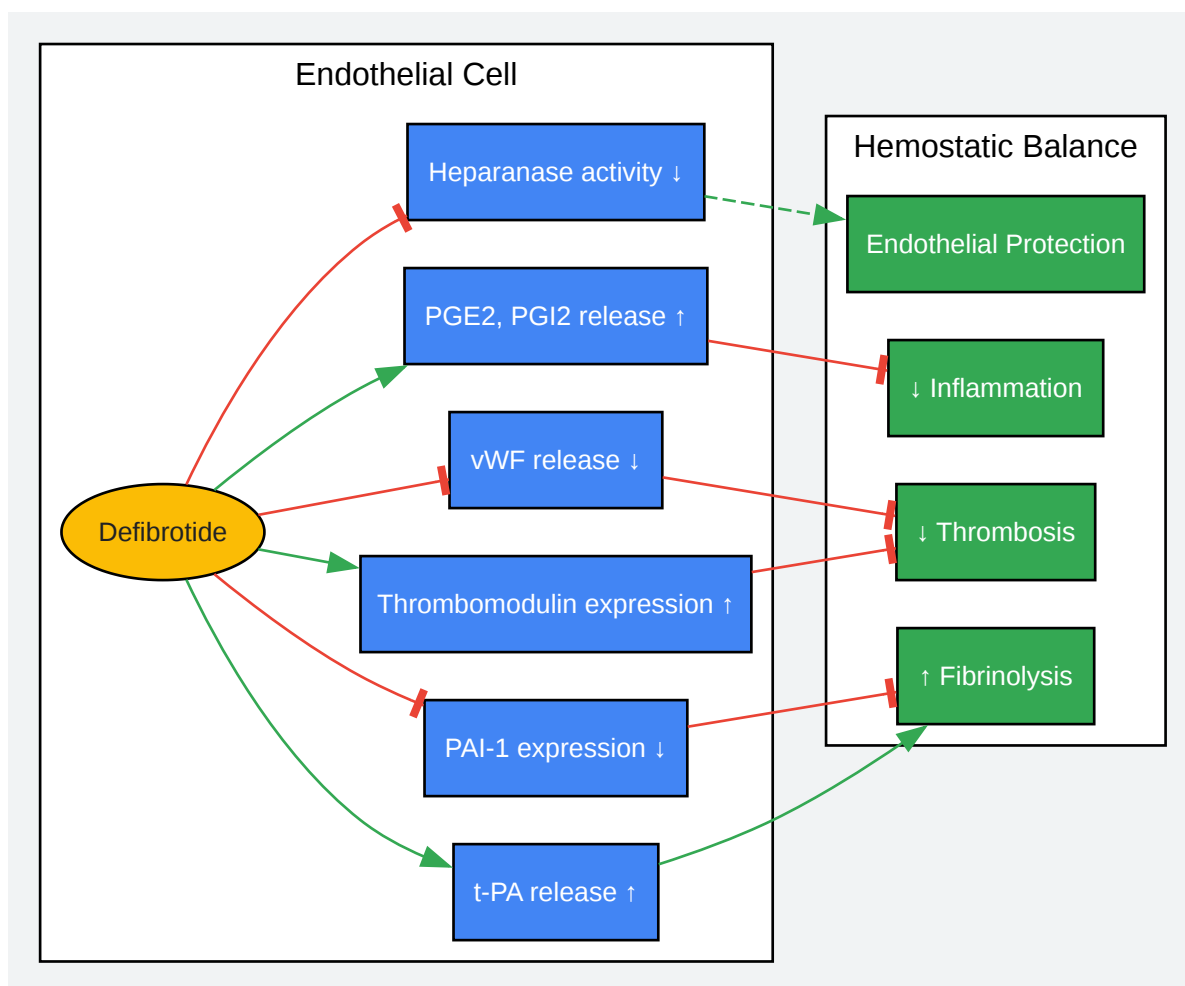 Endothelial Cell
Heparanase activity ↓
PGE2, PGI2 release ↑
vWF release ↓
Defibrotide
Thrombomodulin expression ↑
PAI-1 expression ↓
t-PA release ↑
Hemostatic Balance
Endothelial Protection
↓ Inflammation
↓ Thrombosis
↑ Fibrinolysis